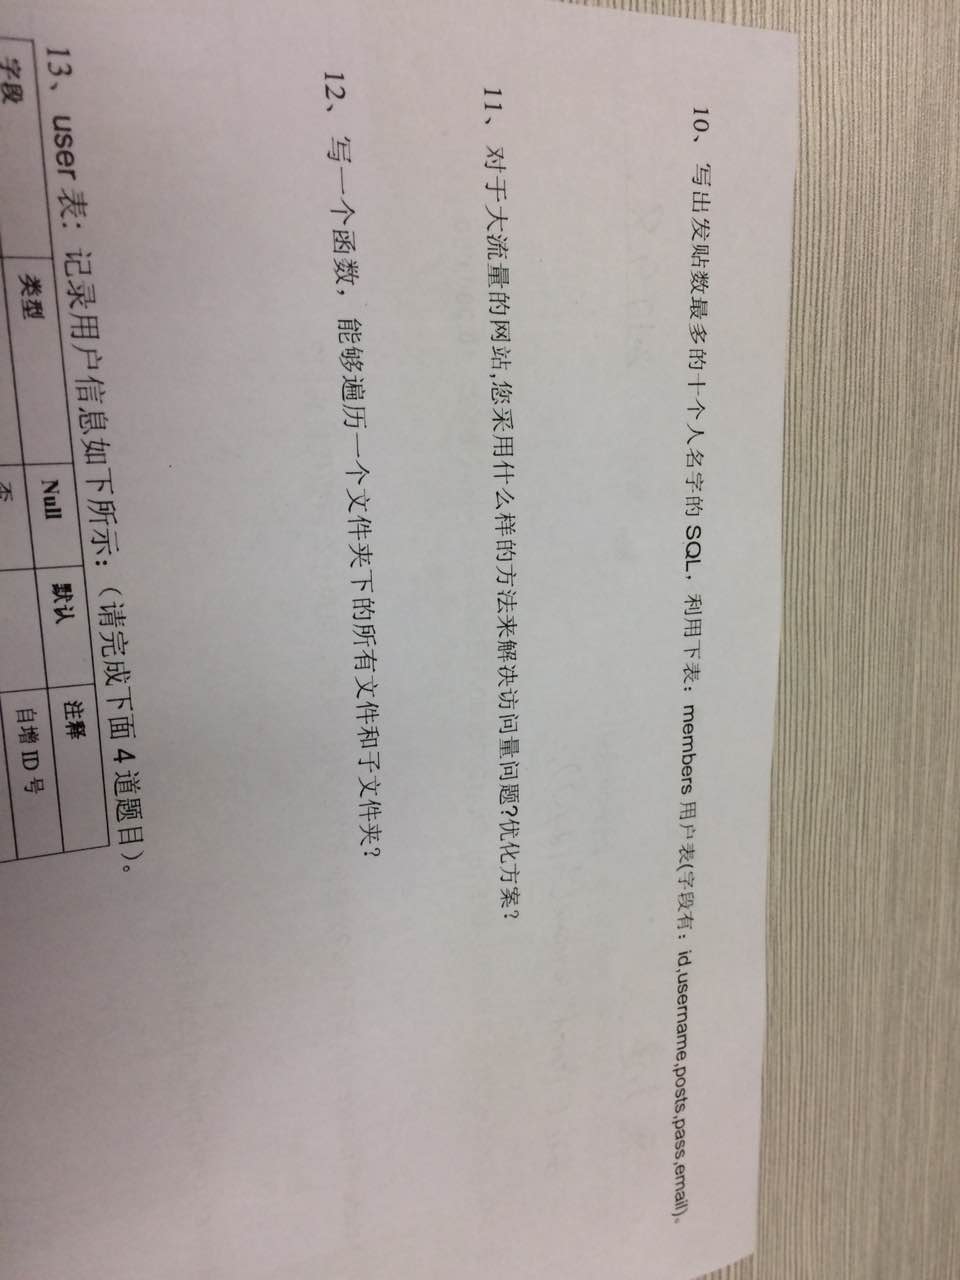 10、写出发贴数最多的十个人名字的 SQL，利用下表：members 用户表(字段有：id,username,posts,pass,email)。
11、对于大流量的网站,您采用什么样的方法来解决访问量问题?优化方案?
12、写一个函数，能够遍历一个文件夹下的所有文件和子文件夹？
13、user 表：记录用户信息如下所示：（请完成下面 4 道题目）。
字段 类型 Null 默认 注释
否 自增 ID 号